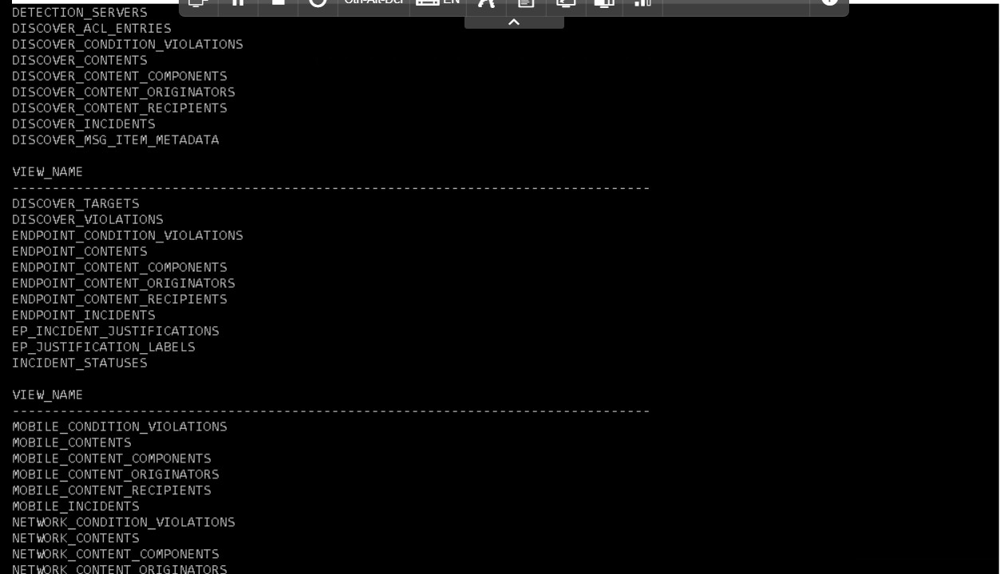 Ctrl-Alt-Del
EN
DETECTION_SERVERS
DISCOVER_ACL_ENTRIES
DISCOVER_CONDITION_VIOLATIONS
DISCOVER_CONTENTS
DISCOVER_CONTENT_COMPONENTS
DISCOVER_CONTENT_ORIGINATORS
DISCOVER_CONTENT_RECIPIENTS
DISCOVER_INCIDENTS
DISCOVER_MSG_ITEM_METADATA
VIEW_NAME
--------------------------------------------------------------------------------
DISCOVER_TARGETS
DISCOVER_VIOLATIONS
ENDPOINT_CONDITION_VIOLATIONS
ENDPOINT_CONTENTS
ENDPOINT_CONTENT_COMPONENTS
ENDPOINT_CONTENT_ORIGINATORS
ENDPOINT_CONTENT_RECIPIENTS
ENDPOINT_INCIDENTS
EP_INCIDENT_JUSTIFICATIONS
EP_JUSTIFICATION_LABELS
INCIDENT_STATUSES
VIEW_NAME
--------------------------------------------------------------------------------
MOBILE_CONDITION_VIOLATIONS
MOBILE_CONTENTS
MOBILE_CONTENT_COMPONENTS
MOBILE_CONTENT_ORIGINATORS
MOBILE_CONTENT_RECIPIENTS
MOBILE_INCIDENTS
NETWORK_CONDITION_VIOLATIONS
NETWORK_CONTENTS
NETWORK_CONTENT_COMPONENTS
NETWORK_CONTENT_ORIGINATORS